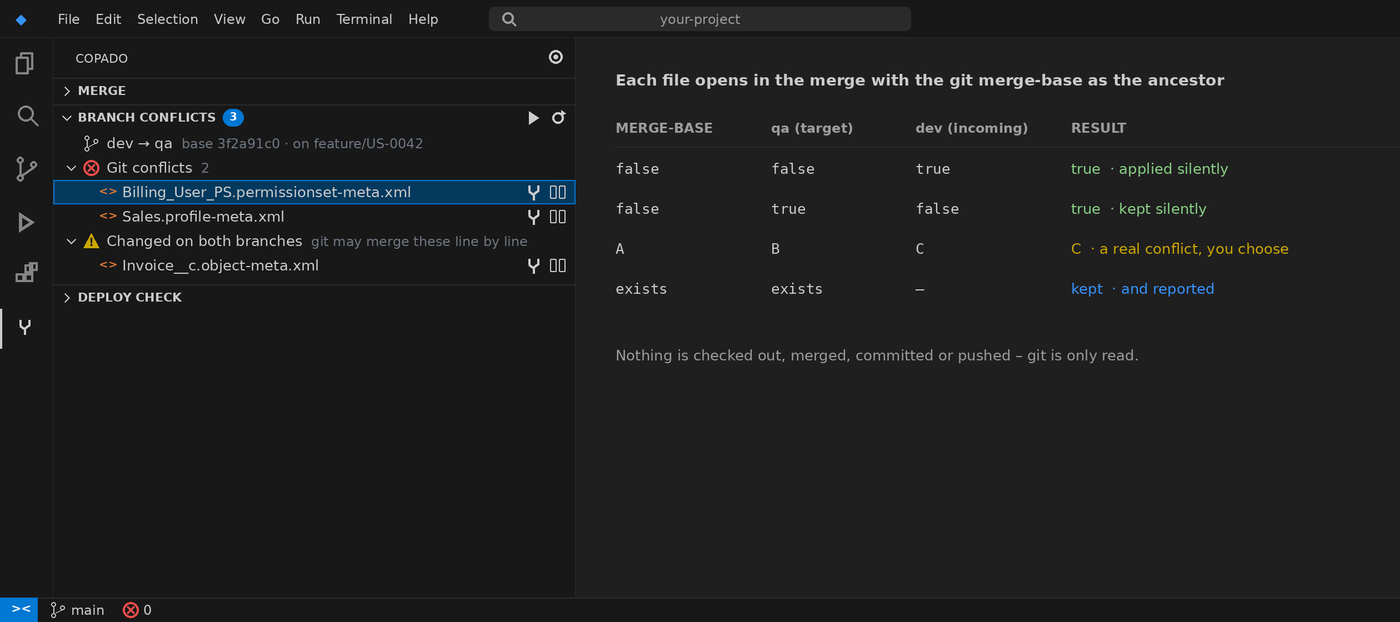 File Edit Selection View Go Run Terminal Help your-project
COPADO
MERGE
BRANCH CONFLICTS 3
dev → qa base 3f2a91c0 · on feature/US-0042
Git conflicts 2
<> Billing_User_PS.permissionset-meta.xml
<> Sales.profile-meta.xml
Changed on both branches git may merge these line by line
<> Invoice__c.object-meta.xml
DEPLOY CHECK
Each file opens in the merge with the git merge-base as the ancestor
MERGE-BASE qa (target) dev (incoming) RESULT
false false true true · applied silently
false true false true · kept silently
A B C C · a real conflict, you choose
exists exists — kept · and reported
Nothing is checked out, merged, committed or pushed – git is only read.
>< main 0